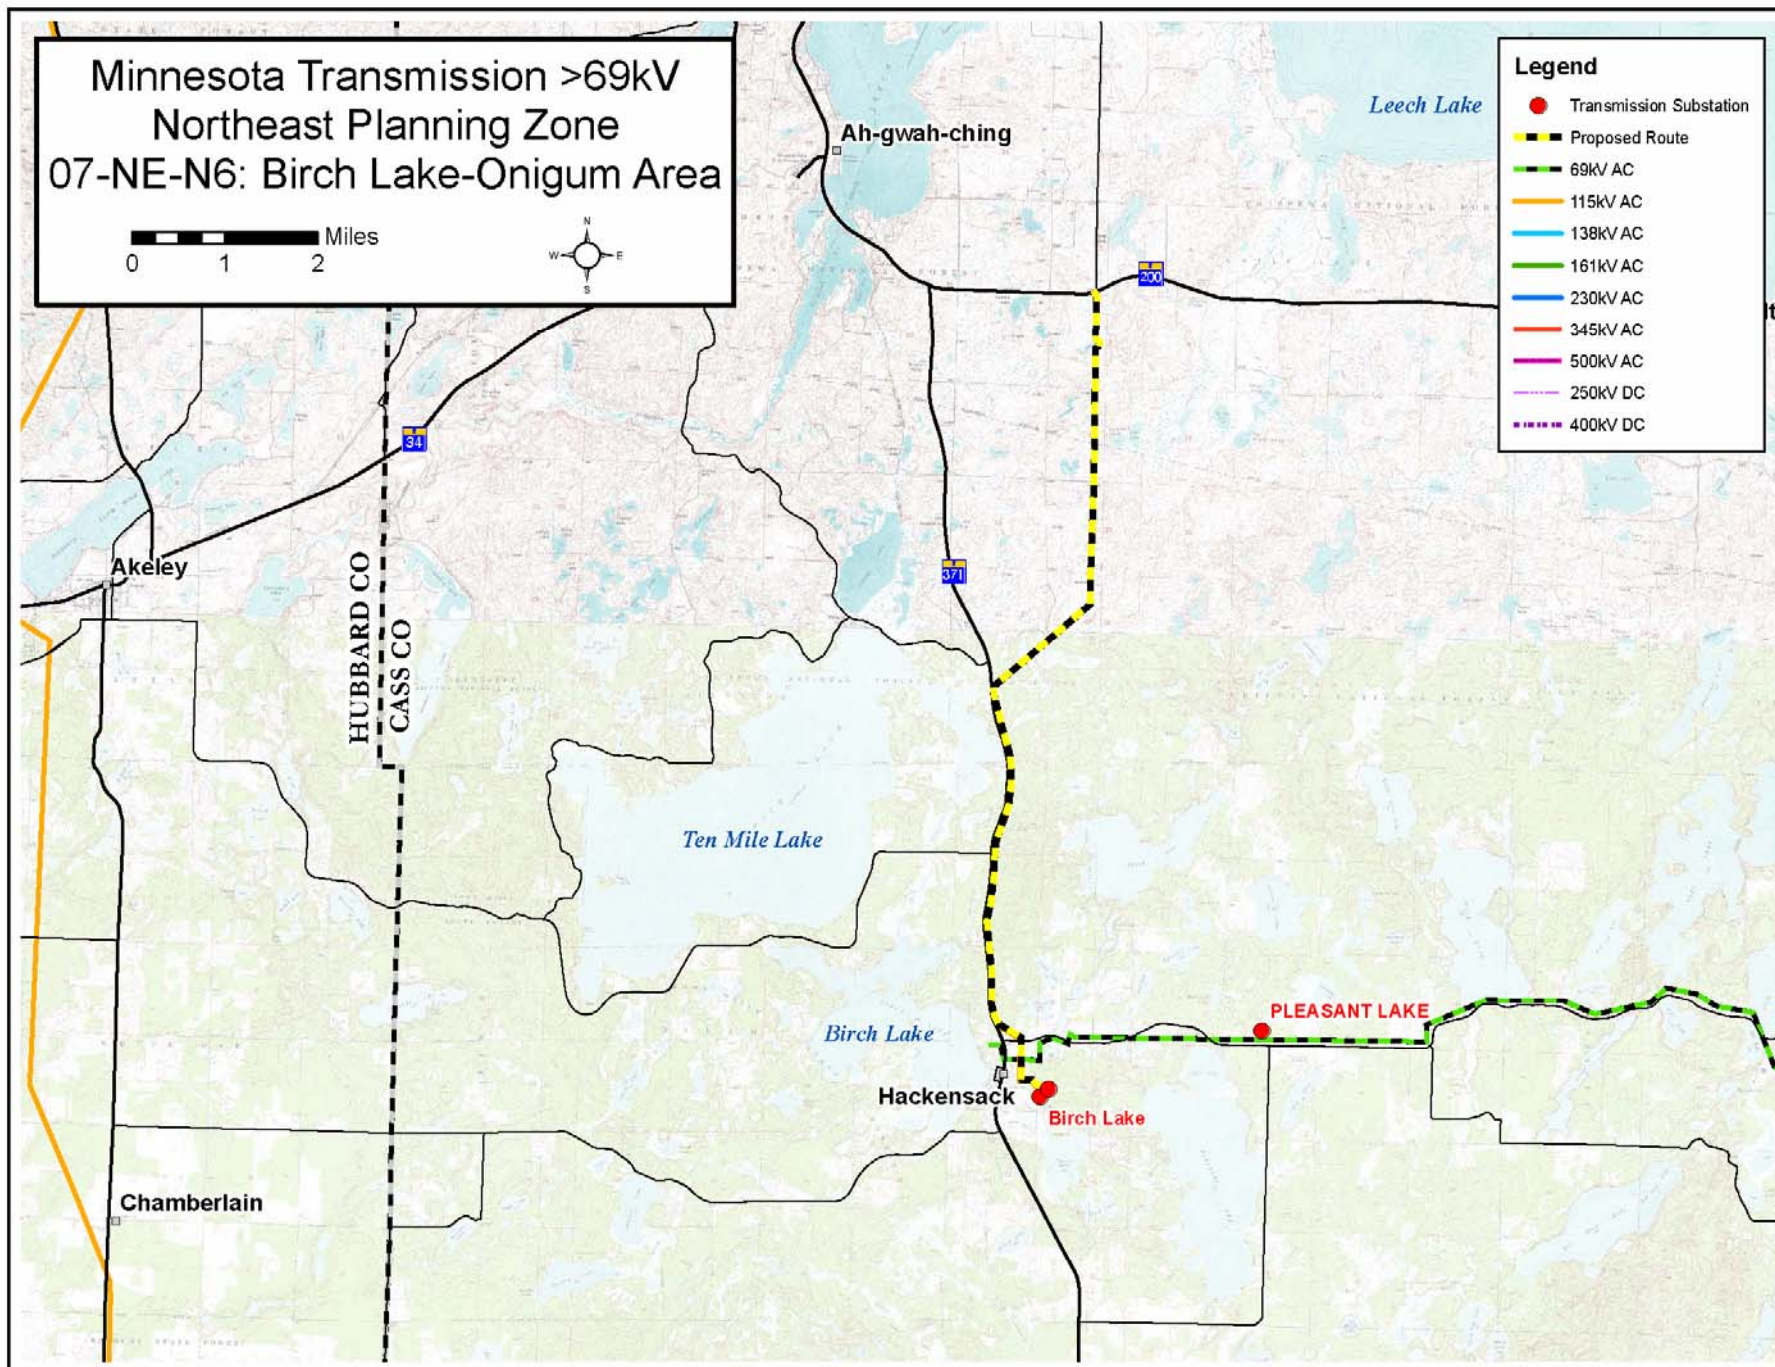 Minnesota Transmission >69kV
Northeast Planning Zone
07-NE-N6: Birch Lake-Onigum Area
Miles
0 1 2
N
W E
S
Legend
Transmission Substation
Proposed Route
69kV AC
115kV AC
138kV AC
161kV AC
230kV AC
345kV AC
500kV AC
250kV DC
400kV DC
Leech Lake
Ah-gwah-ching
200
34
371
Akeley
HUBBARD CO
CASS CO
Ten Mile Lake
PLEASANT LAKE
Birch Lake
Hackensack
Birch Lake
Chamberlain